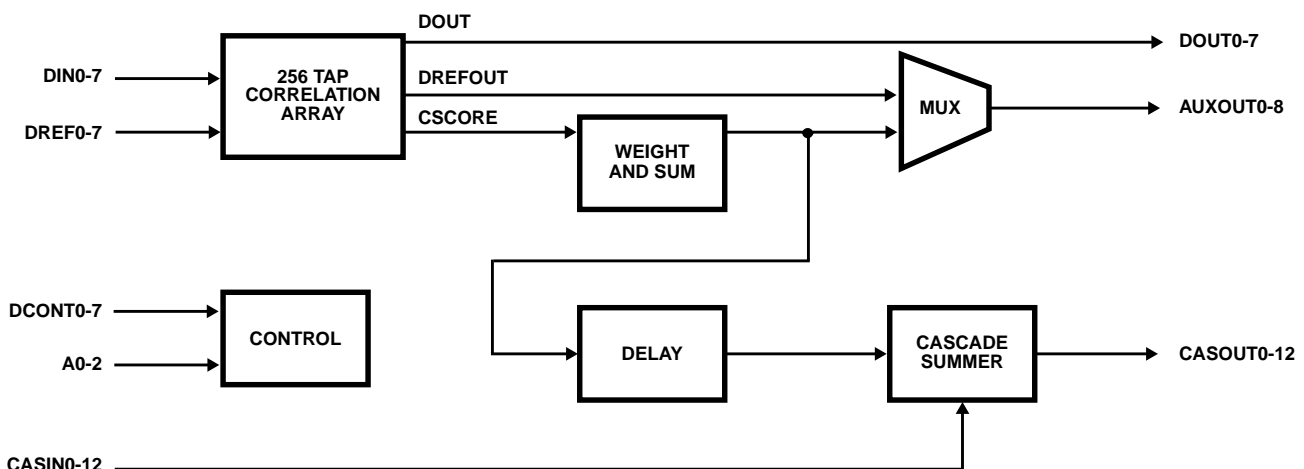 DOUT
DOUT0-7
DIN0-7
256 TAP
CORRELATION
ARRAY
DREFOUT
MUX
AUXOUT0-8
DREF0-7
CSCORE
WEIGHT
AND SUM
DCONT0-7
CONTROL
A0-2
DELAY
CASCADE
SUMMER
CASOUT0-12
CASIN0-12